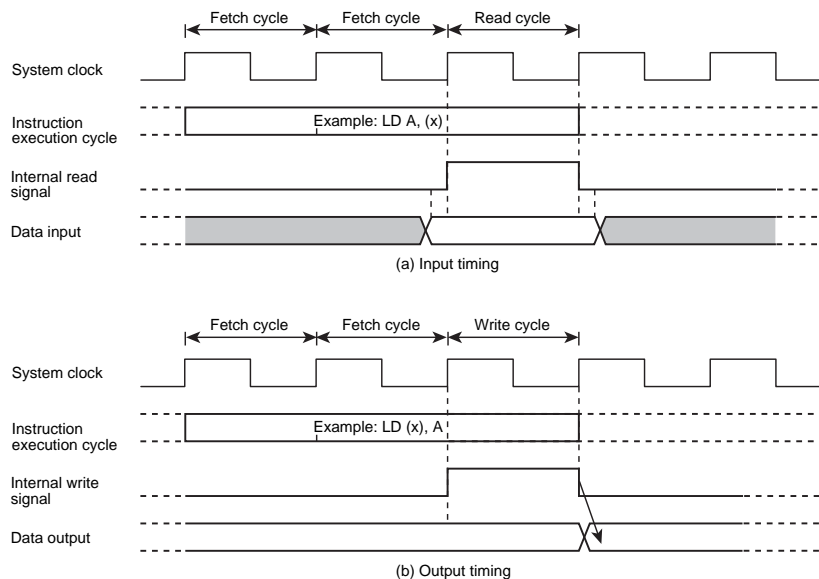 Fetch cycle Fetch cycle Read cycle
System clock
Instruction
execution cycle
Example: LD A, (x)
Internal read
signal
Data input
(a) Input timing
Fetch cycle Fetch cycle Write cycle
System clock
Instruction
execution cycle
Example: LD (x), A
Internal write
signal
Data output
(b) Output timing